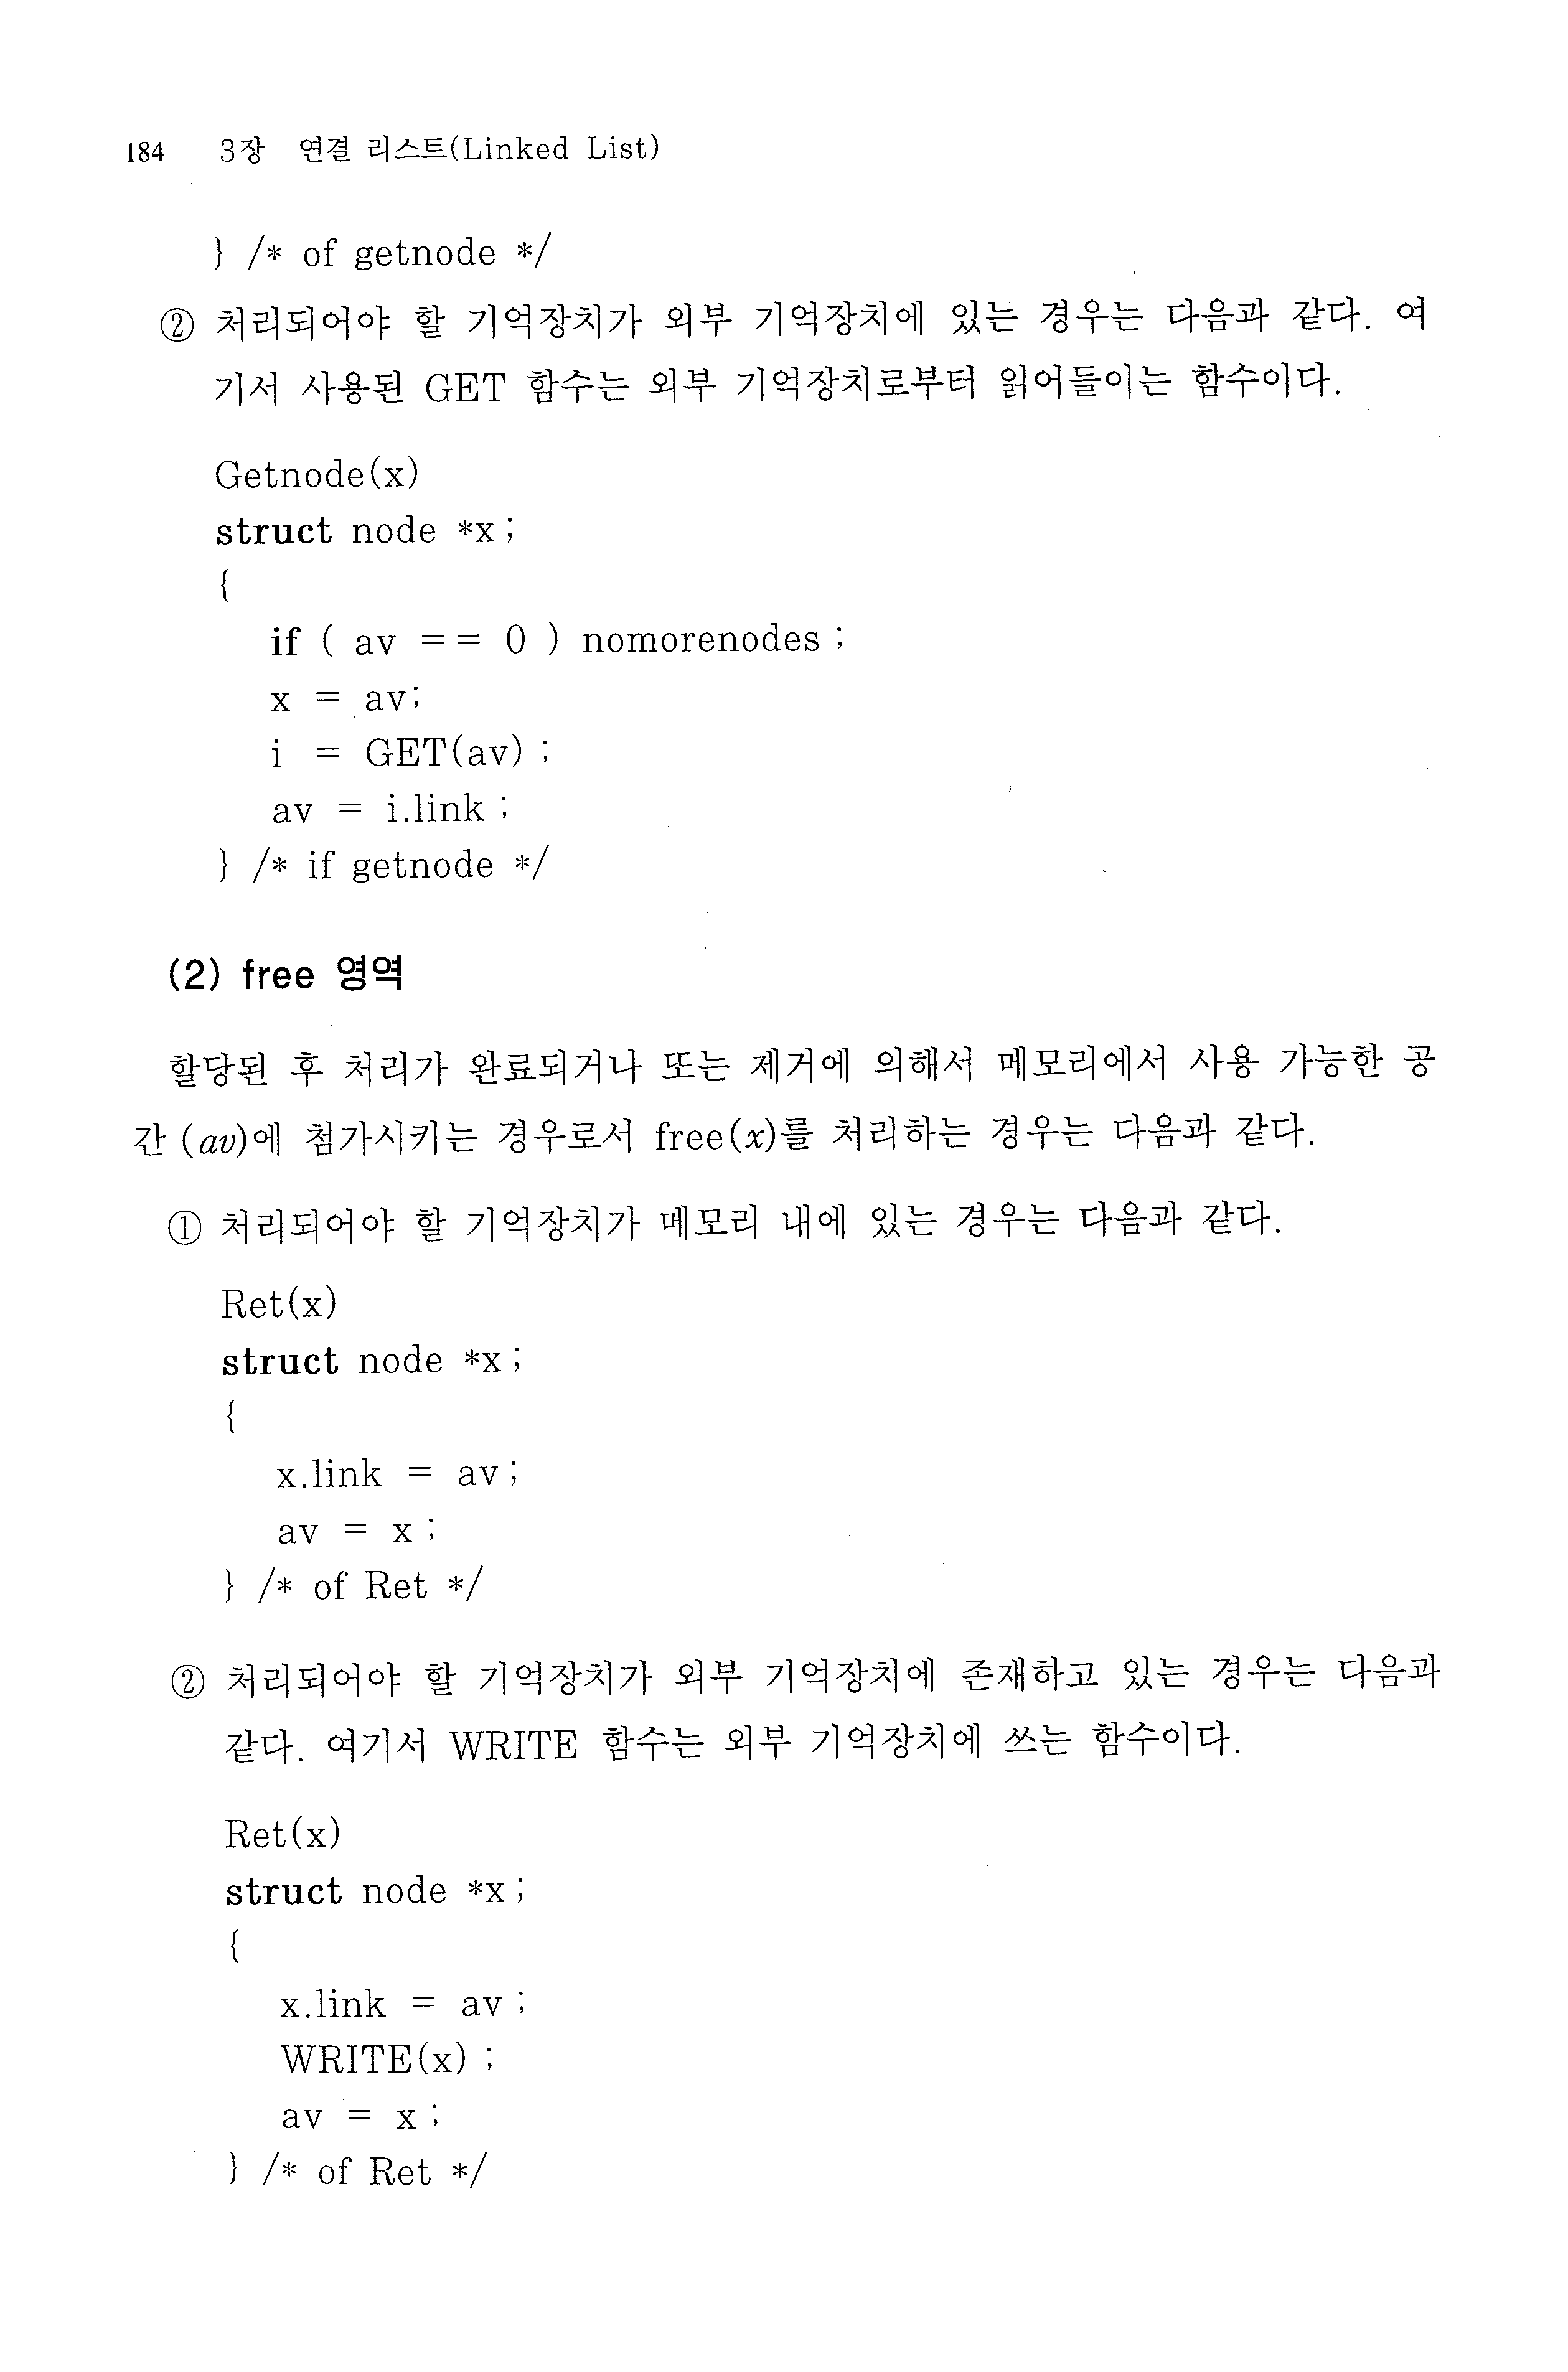 184 3장 연결 리스트(Linked List)
} /* of getnode */
② 처리되어야 할 기억장치가 외부 기억장치에 있는 경우는 다음과 같다. 여
기서 사용된 GET 함수는 외부 기억장치로부터 읽어들이는 함수이다.
Getnode(x)
struct node *x;
{
if ( av == 0 ) nomorenodes ;
x = av;
i = GET(av) ;
av = i.link ;
} /* if getnode */
(2) free 영역
할당된 후 처리가 완료되거나 또는 제거에 의해서 메모리에서 사용 가능한 공
간 (av)에 첨가시키는 경우로서 free(x)를 처리하는 경우는 다음과 같다.
① 처리되어야 할 기억장치가 메모리 내에 있는 경우는 다음과 같다.
Ret(x)
struct node *x;
{
x.link = av;
av = x ;
} /* of Ret */
② 처리되어야 할 기억장치가 외부 기억장치에 존재하고 있는 경우는 다음과
같다. 여기서 WRITE 함수는 외부 기억장치에 쓰는 함수이다.
Ret(x)
struct node *x;
{
x.link = av ;
WRITE(x) ;
av = x ;
} /* of Ret */